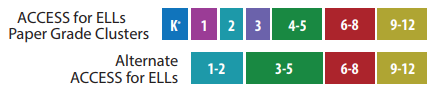 ACCESS for ELLs
Paper Grade Clusters
K* 1 2 3 4-5 6-8 9-12
Alternate
ACCESS for ELLs
1-2 3-5 6-8 9-12